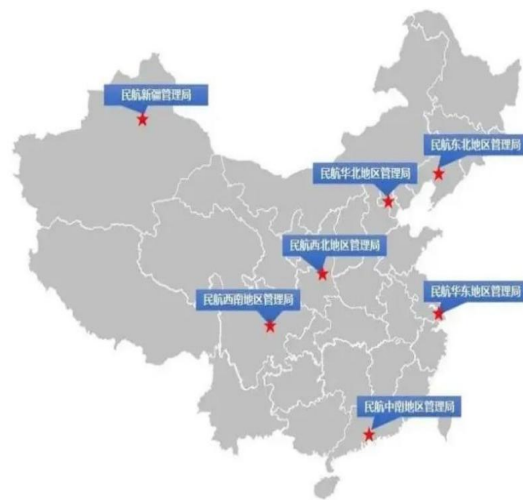 民航新疆管理局
民航东北地区管理局
民航华北地区管理局
民航西北地区管理局
民航西南地区管理局
民航华东地区管理局
民航中南地区管理局